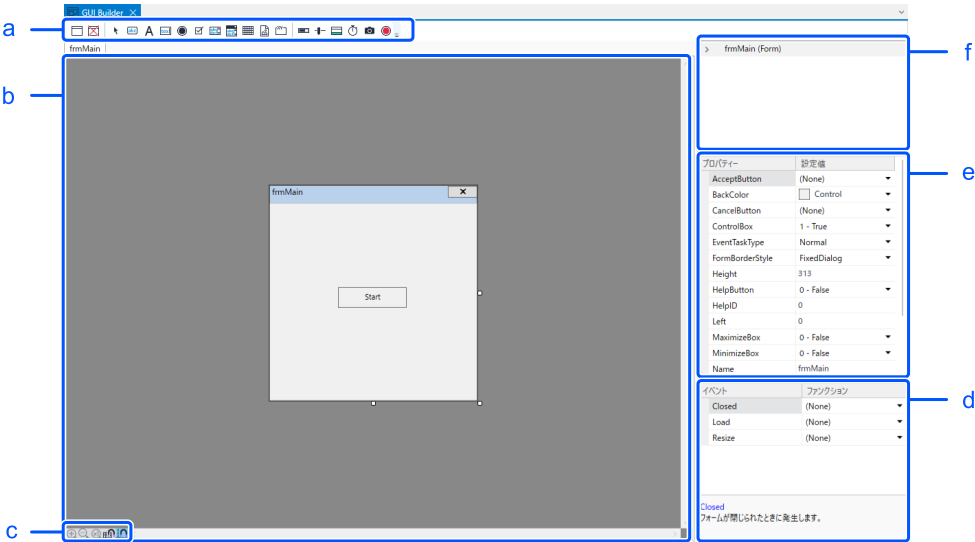 GUI Builder
a
frmMain
frmMain (Form)
f
b
プロパティー 設定値
AcceptButton (None)
e
BackColor Control
CancelButton (None)
ControlBox 1 - True
EventTaskType Normal
FormBorderStyle FixedDialog
Height 313
HelpButton 0 - False
HelpID 0
Left 0
MaximizeBox 0 - False
MinimizeBox 0 - False
Name frmMain
frmMain
Start
イベント ファンクション
Closed (None)
d
Load (None)
Resize (None)
Closed
フォームが閉じられたときに発生します。
c